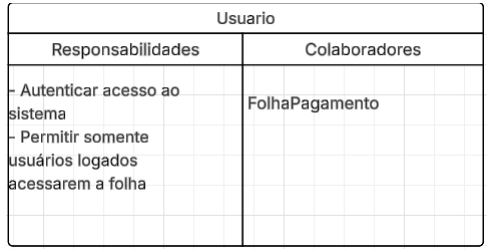 Usuario
Responsabilidades
Colaboradores
- Autenticar acesso ao
sistema
- Permitir somente
usuários logados
acessarem a folha
FolhaPagamento